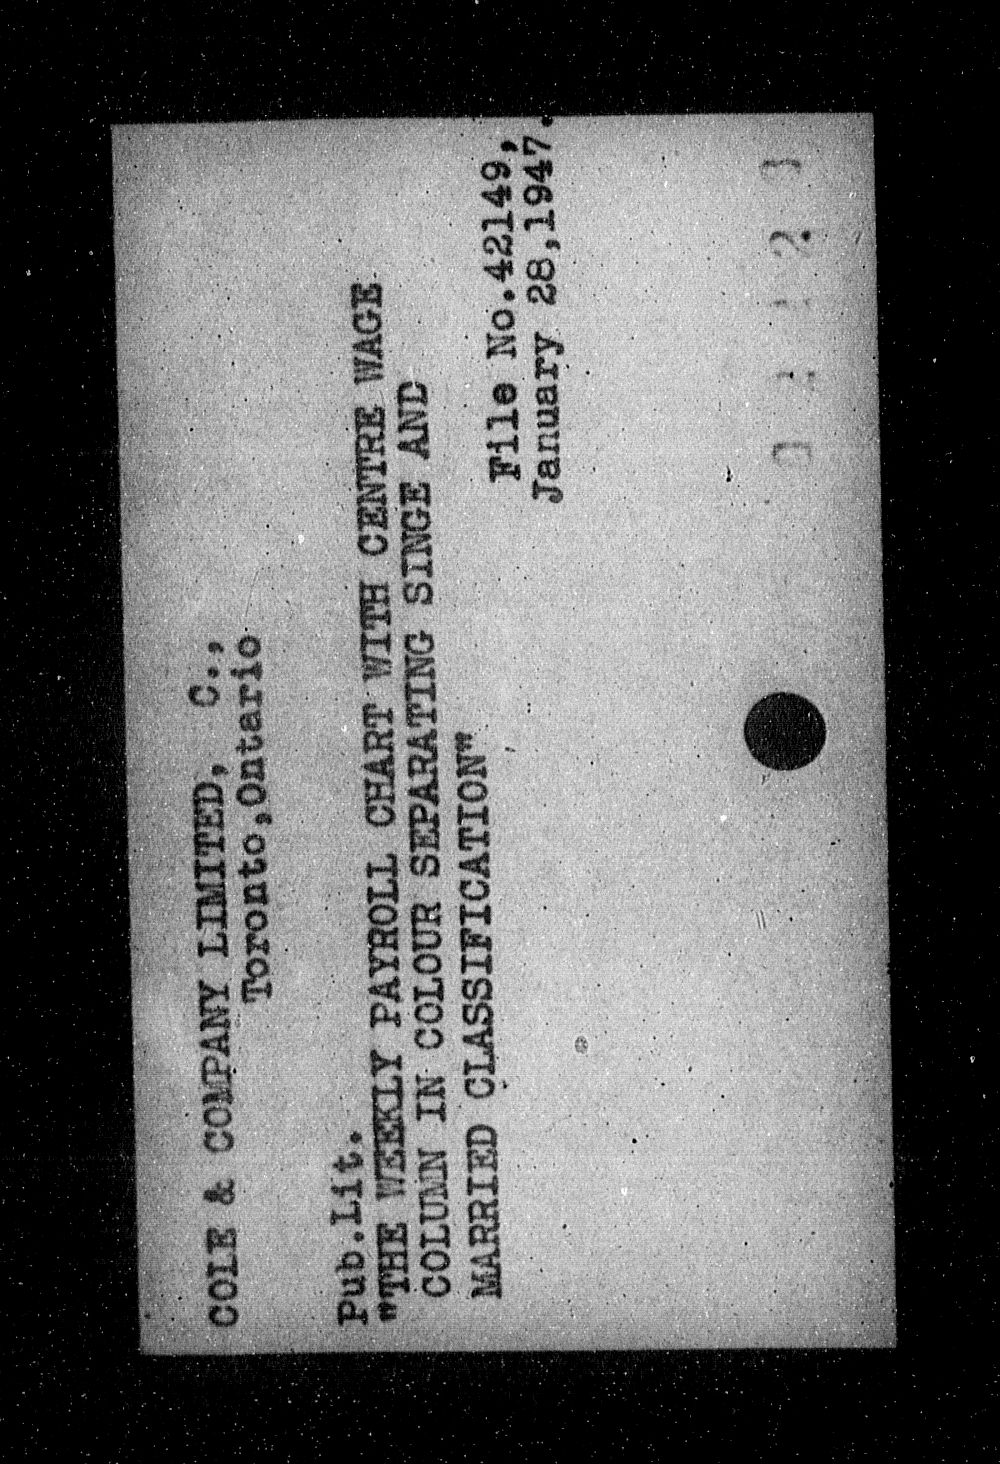 COLE & COMPANY LIMITED, C.,
Toronto,Ontario
Pub.Lit.
"THE WEEKLY PAYROLL CHART WITH CENTRE WAGE
COLUMN IN COLOUR SEPARATING SINGE AND
MARRIED CLASSIFICATION"
File No.42149,
January 28,1947.